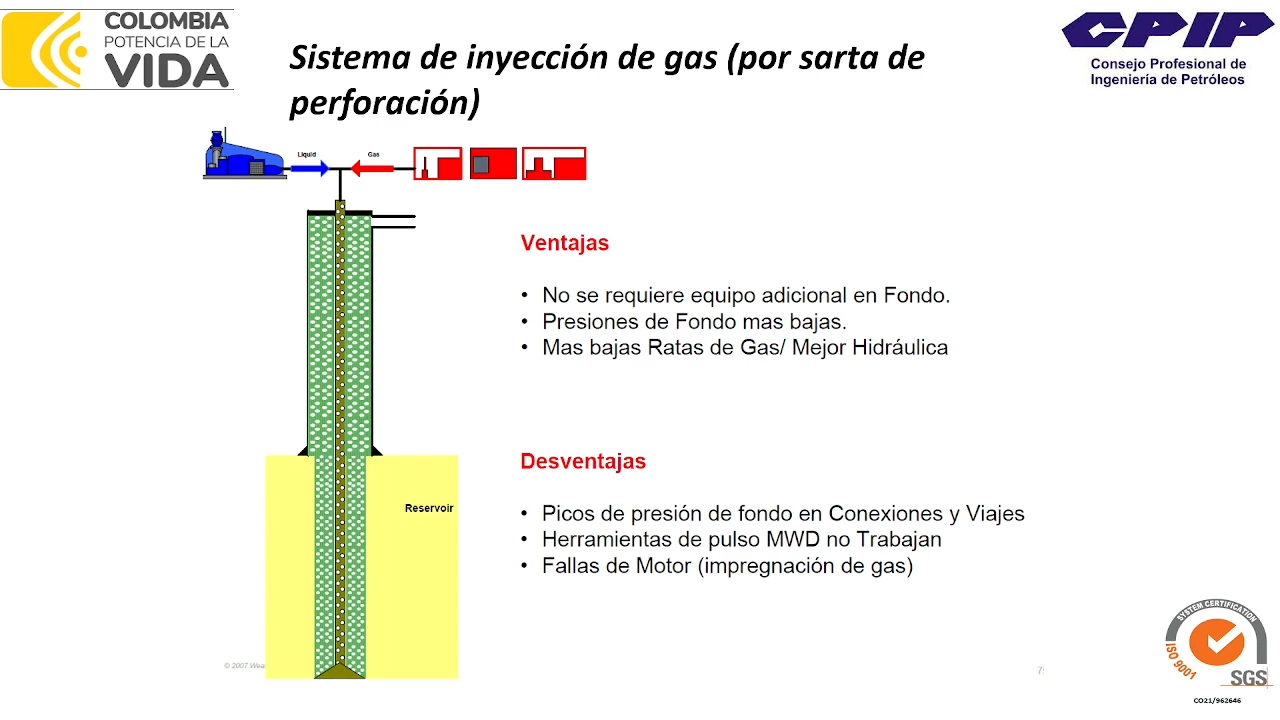 COLOMBIA
POTENCIA DE LA
VIDA
Sistema de inyección de gas (por sarta de
perforación)
CPIP
Consejo Profesional de
Ingeniería de Petróleos
Liquid
Gas
Ventajas
• No se requiere equipo adicional en Fondo.
• Presiones de Fondo mas bajas.
• Mas bajas Ratas de Gas/ Mejor Hidráulica
Desventajas
Reservoir
• Picos de presión de fondo en Conexiones y Viajes
• Herramientas de pulso MWD no Trabajan
• Fallas de Motor (impregnación de gas)
© 2007
SYSTEM CERTIFICATION
ISO 9001
SGS
CO21/962646